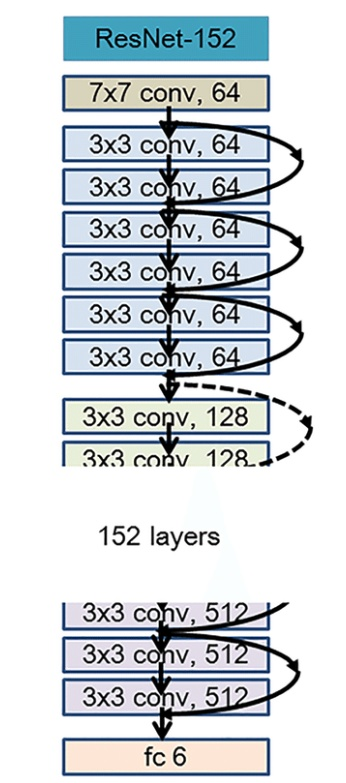 ResNet-152
7x7 conv, 64
3x3 conv, 64
3x3 conv, 64
3x3 conv, 64
3x3 conv, 64
3x3 conv, 64
3x3 conv, 64
3x3 conv, 128
3x3 conv, 128
152 layers
3x3 conv, 512
3x3 conv, 512
3x3 conv, 512
fc 6